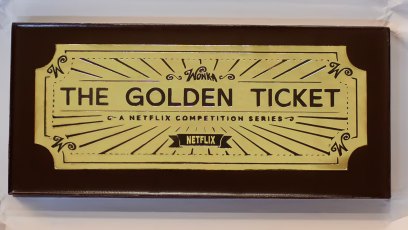 Wonka
THE GOLDEN TICKET
A NETFLIX COMPETITION SERIES
NETFLIX
W
W
W
W